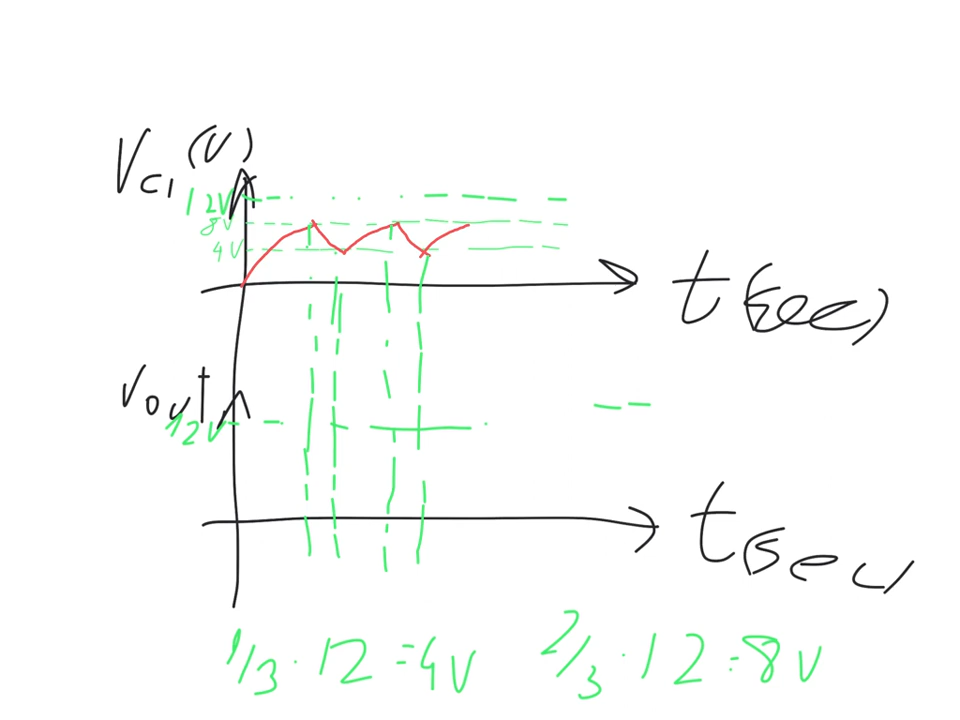 Vc1 (V)
12V
8V
4V
t(sec)
Vout
12V
t(sec)
1/3 · 12 = 4V 2/3 · 12 = 8V